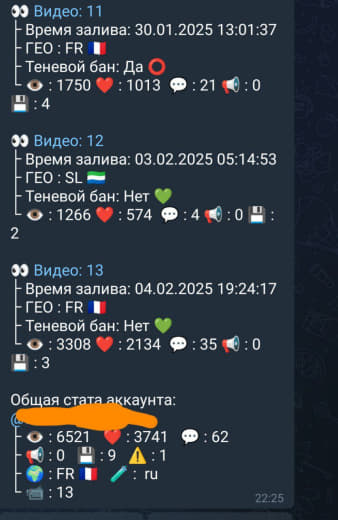 👀 Видео: 11
Время залива: 30.01.2025 13:01:37
ГЕО : FR 🇫🇷
Теневой бан: Да ⭕
👁 : 1750 ❤️ : 1013 💬 : 21 📢 : 0
💾 : 4
👀 Видео: 12
Время залива: 03.02.2025 05:14:53
ГЕО : SL 🇸🇱
Теневой бан: Нет 💚
👁 : 1266 ❤️ : 574 💬 : 4 📢 : 0 💾 :
2
👀 Видео: 13
Время залива: 04.02.2025 19:24:17
ГЕО : FR 🇫🇷
Теневой бан: Нет 💚
👁 : 3308 ❤️ : 2134 💬 : 35 📢 : 0
💾 : 3
Общая стата аккаунта:
@
👁 : 6521 ❤️ : 3741 💬 : 62
📢 : 0 💾 : 9 ⚠️ : 1
🌍 : FR 🇫🇷 🧪 : ru
📹 : 13
22:25